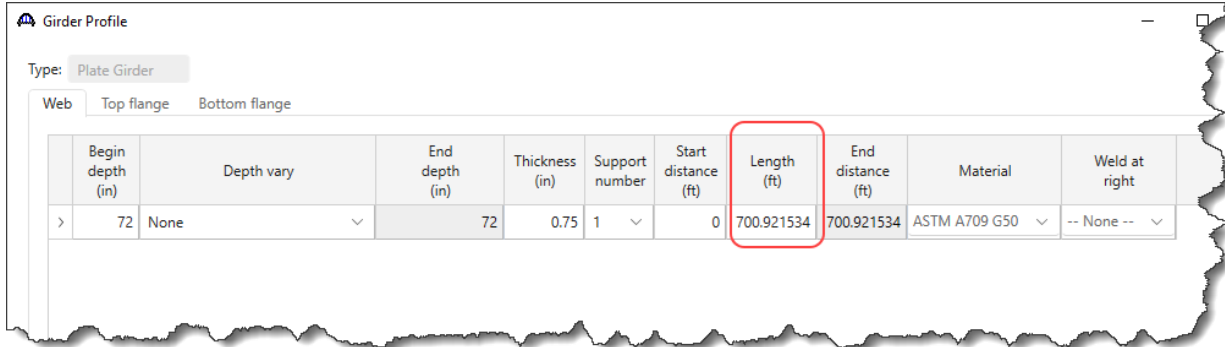 Girder Profile
Type: Plate Girder
Web Top flange Bottom flange
Begin depth (in) Depth vary End depth (in) Thickness (in) Support number Start distance (ft) Length (ft) End distance (ft) Material Weld at right
72 None 72 0.75 1 0 700.921534 700.921534 ASTM A709 G50 -- None --